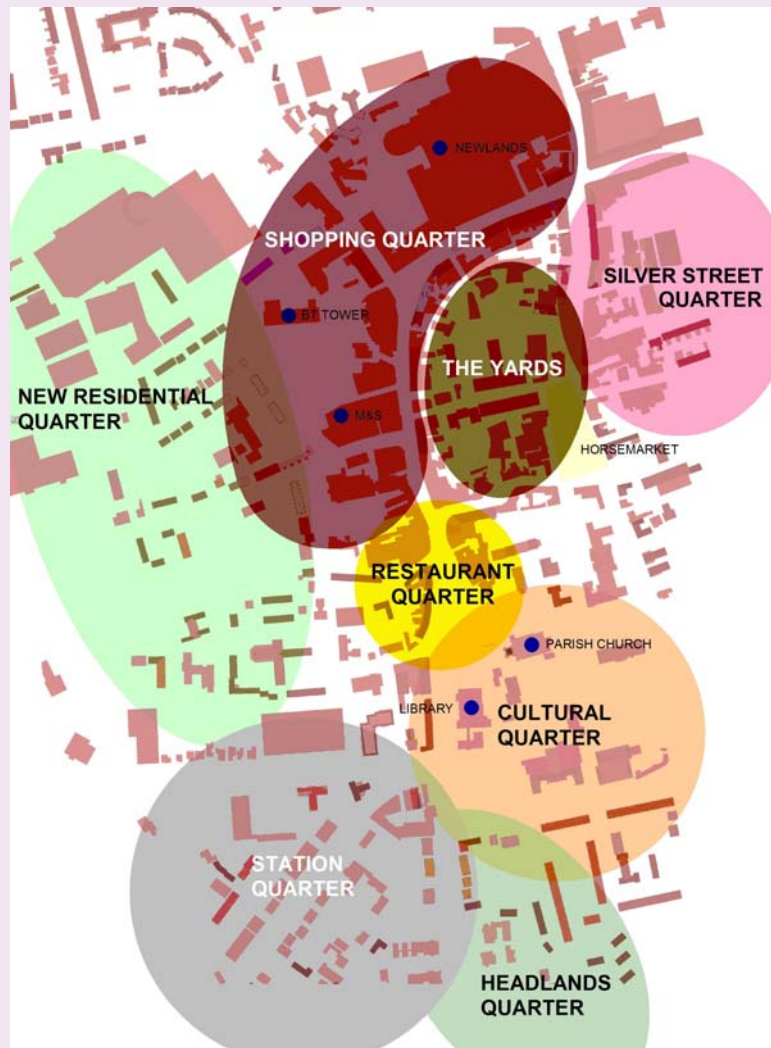 NEWLANDS
SHOPPING QUARTER
SILVER STREET
QUARTER
BT TOWER
THE YARDS
NEW RESIDENTIAL
QUARTER
M&S
HORSEMARKET
RESTAURANT
QUARTER
PARISH CHURCH
LIBRARY
CULTURAL
QUARTER
STATION
QUARTER
HEADLANDS
QUARTER